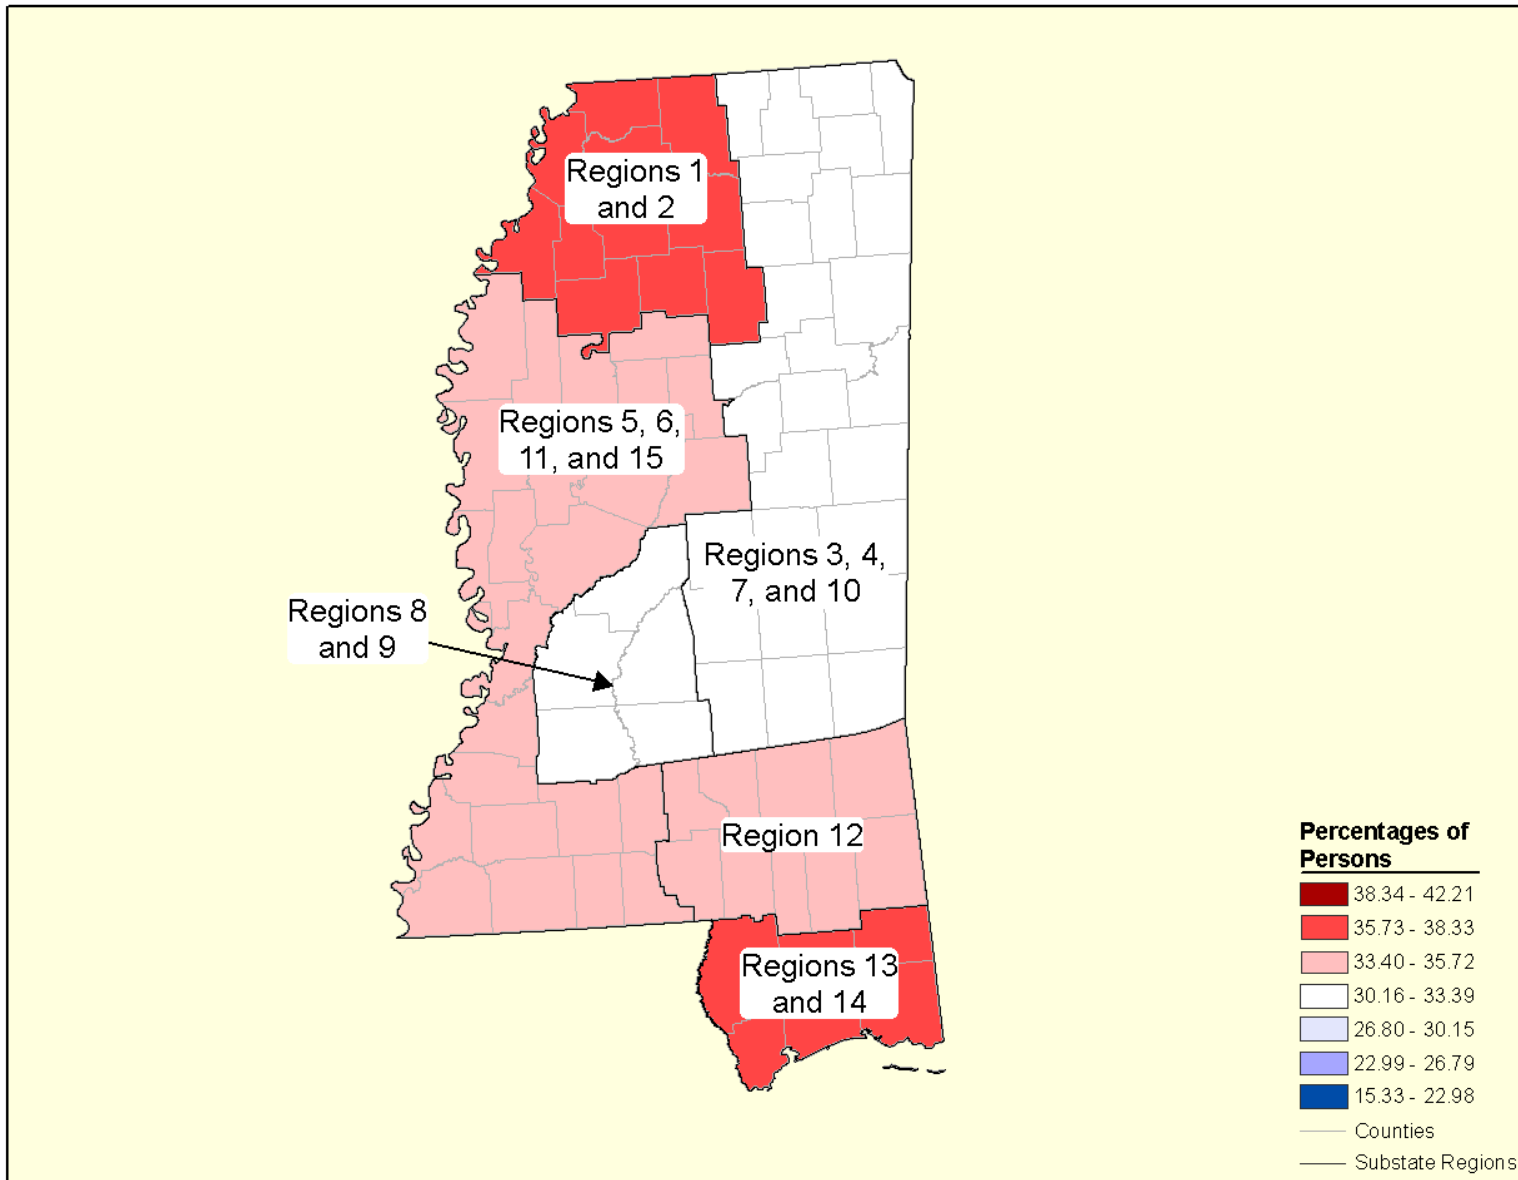 Regions 1
and 2
Regions 5, 6,
11, and 15
Regions 3, 4,
7, and 10
Regions 8
and 9
Region 12
Regions 13
and 14
Percentages of
Persons
38.34 - 42.21
35.73 - 38.33
33.40 - 35.72
30.16 - 33.39
26.80 - 30.15
22.99 - 26.79
15.33 - 22.98
Counties
Substate Regions